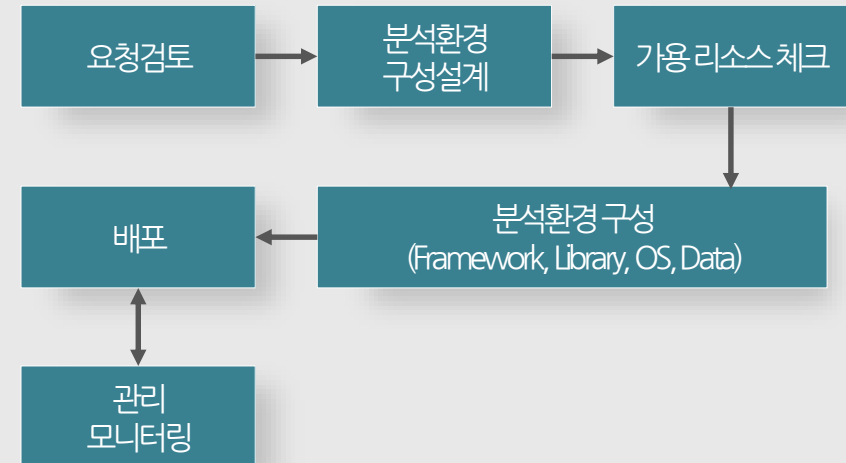 요청검토
분석환경
구성설계
가용 리소스 체크
분석환경 구성
(Framework, Library, OS, Data)
배포
관리
모니터링